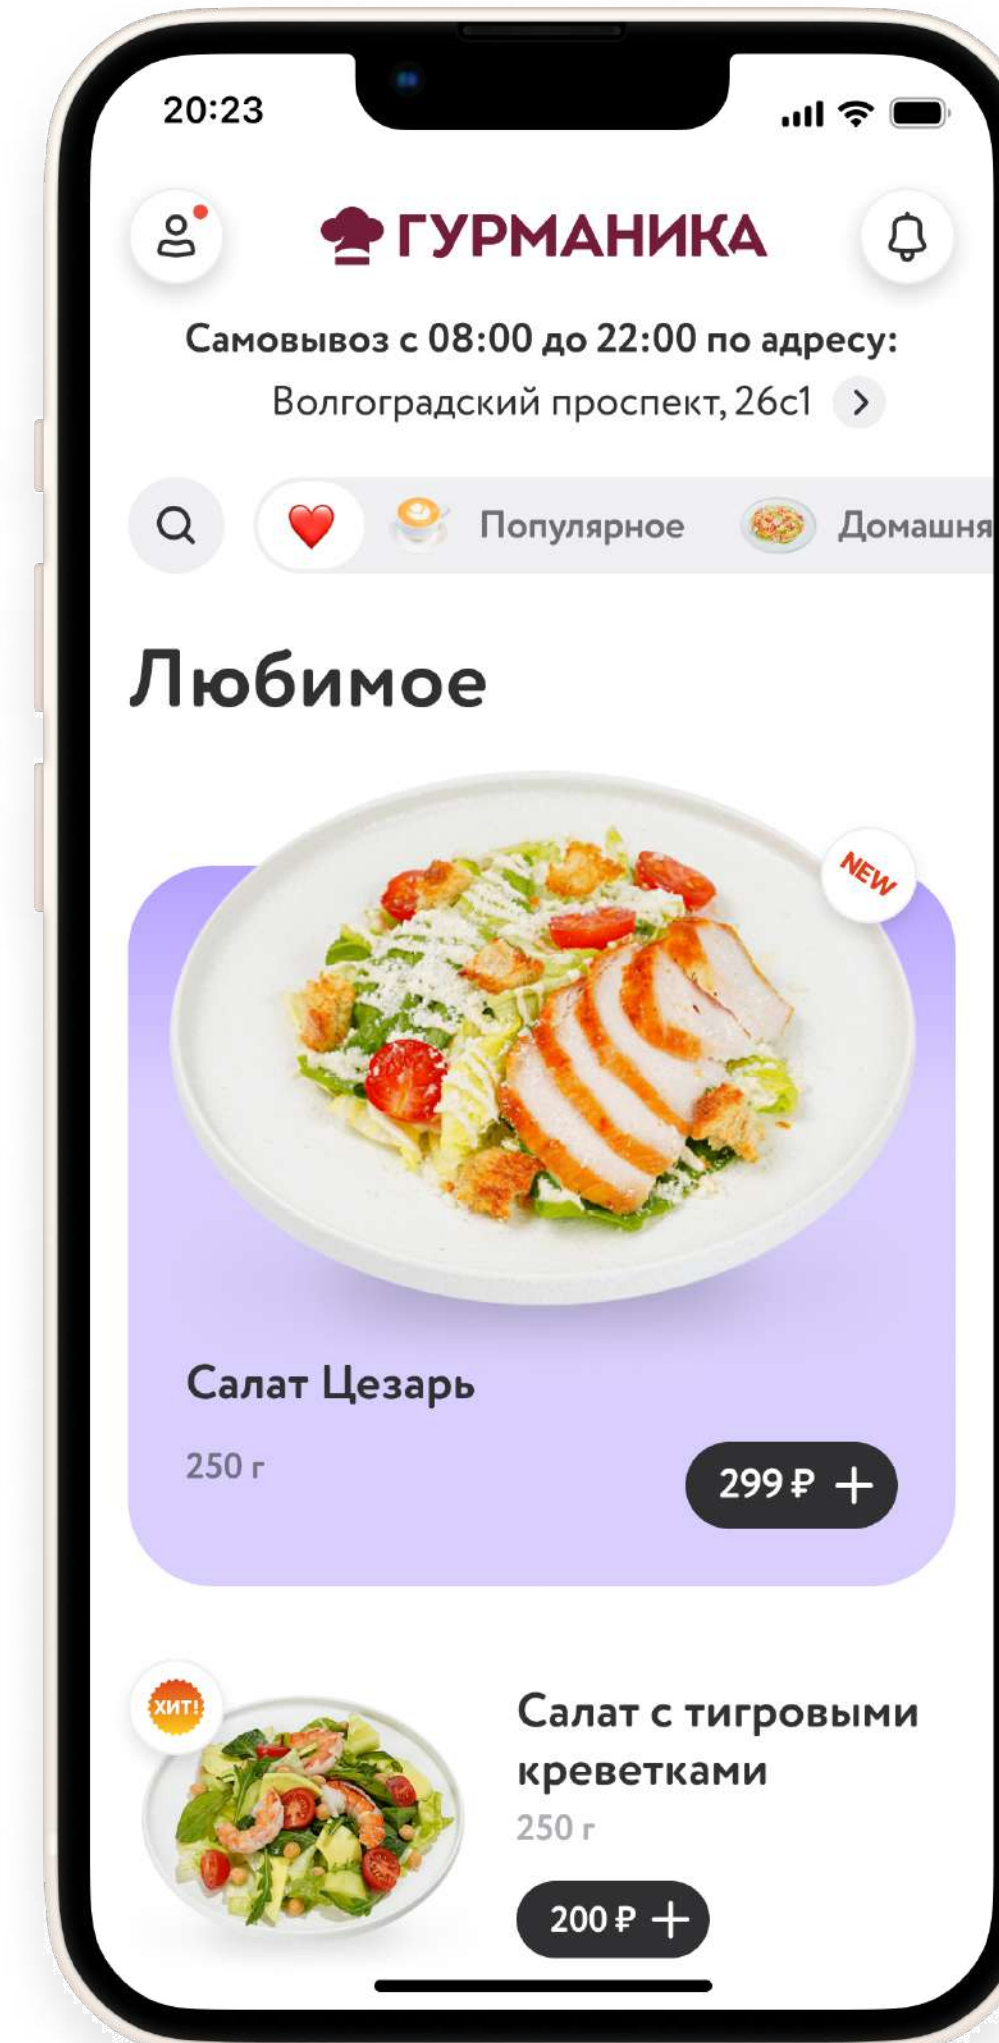 20:23
ГУРМАНИКА
Самовывоз с 08:00 до 22:00 по адресу:
Волгоградский проспект, 26с1
Популярное Домашня
Любимое
NEW
Салат Цезарь
250 г
299 ₽ +
ХИТ!
Салат с тигровыми
креветками
250 г
200 ₽ +